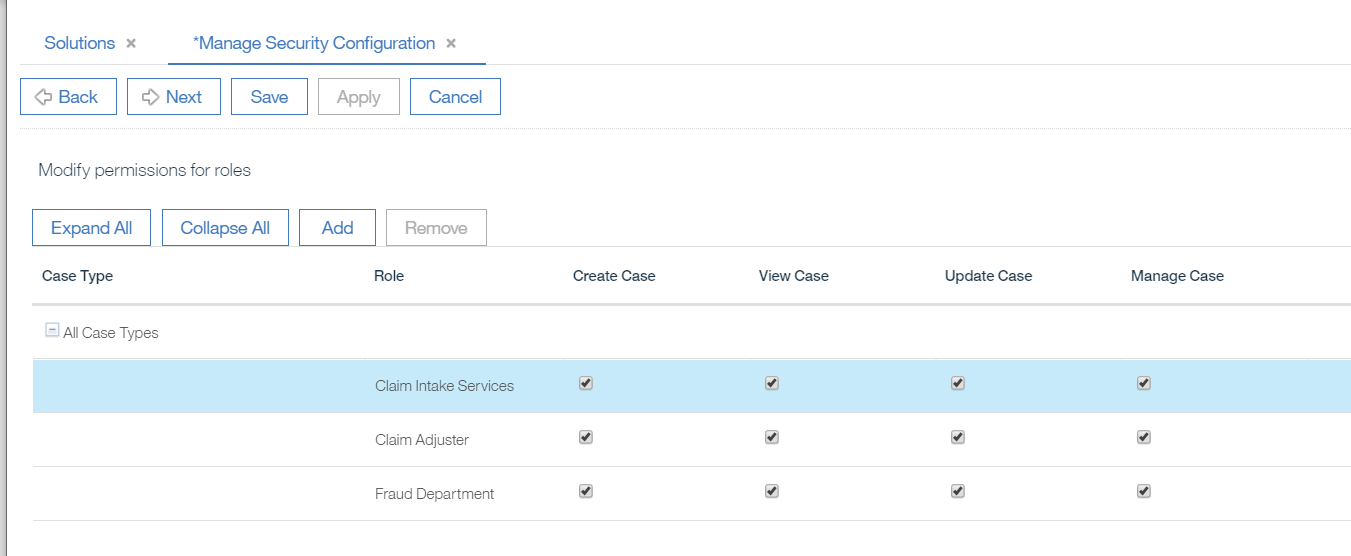 Solutions × *Manage Security Configuration ×
Back Next Save Apply Cancel
Modify permissions for roles
Expand All Collapse All Add Remove
Case Type Role Create Case View Case Update Case Manage Case
All Case Types
Claim Intake Services
Claim Adjuster
Fraud Department